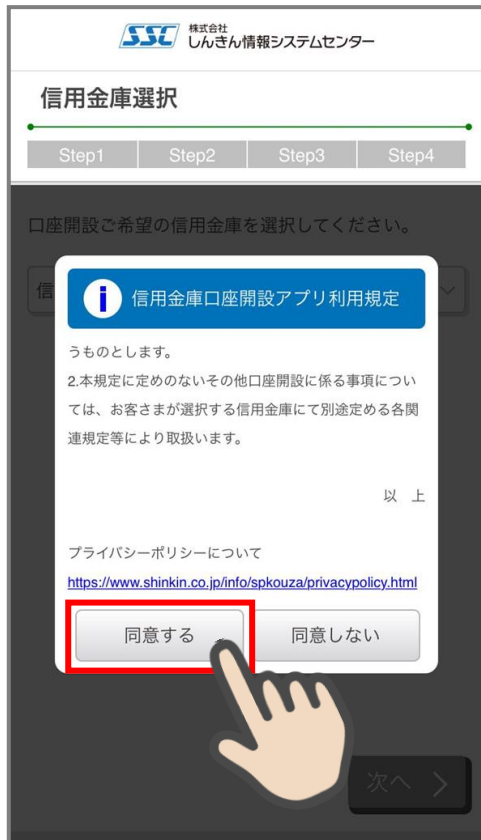 SSC 株式会社
しんきん情報システムセンター
信用金庫選択
Step1 Step2 Step3 Step4
口座開設ご希望の信用金庫を選択してください。
信
i 信用金庫口座開設アプリ利用規定
うものとします。
2.本規定に定めのないその他口座開設に係る事項につい
ては、お客さまが選択する信用金庫にて別途定める各関
連規定等により取扱います。
以 上
プライバシーポリシーについて
https://www.shinkin.co.jp/info/spkouza/privacypolicy.html
同意する 同意しない
次へ